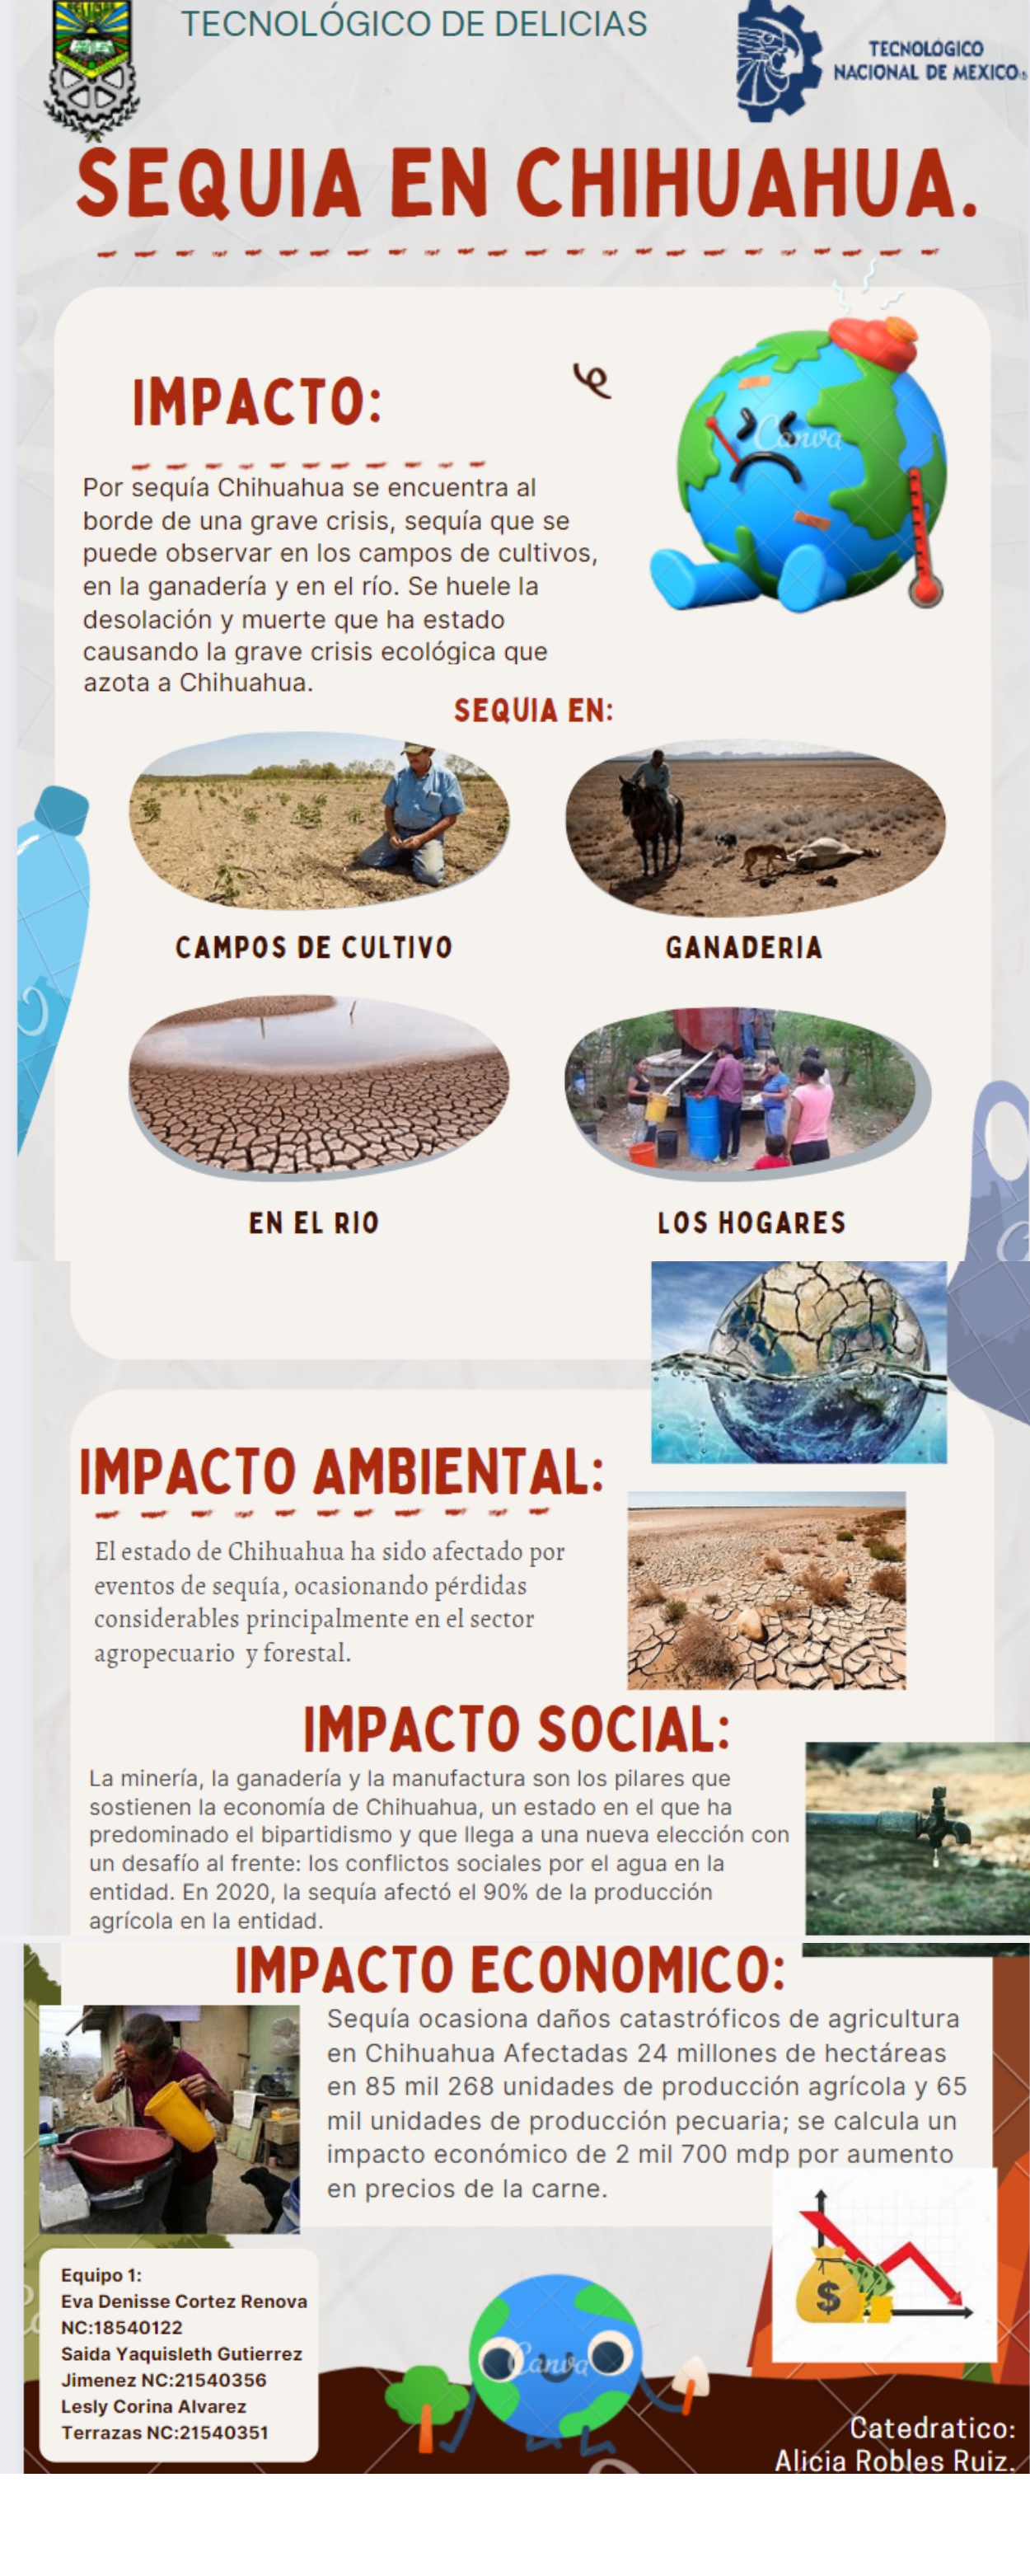 TECNOLÓGICO DE DELICIAS
TECNOLÓGICO
NACIONAL DE MEXICO®
SEQUIA EN CHIHUAHUA.
IMPACTO:
Canva
Por sequía Chihuahua se encuentra al
borde de una grave crisis, sequía que se
puede observar en los campos de cultivos,
en la ganadería y en el río. Se huele la
desolación y muerte que ha estado
causando la grave crisis ecológica que
azota a Chihuahua.
SEQUIA EN:
CAMPOS DE CULTIVO
GANADERIA
EN EL RIO
LOS HOGARES
IMPACTO AMBIENTAL:
El estado de Chihuahua ha sido afectado por
eventos de sequía, ocasionando pérdidas
considerables principalmente en el sector
agropecuario y forestal.
IMPACTO SOCIAL:
La minería, la ganadería y la manufactura son los pilares que
sostienen la economía de Chihuahua, un estado en el que ha
predominado el bipartidismo y que llega a una nueva elección con
un desafío al frente: los conflictos sociales por el agua en la
entidad. En 2020, la sequía afectó el 90% de la producción
agrícola en la entidad.
IMPACTO ECONOMICO:
Sequía ocasiona daños catastróficos de agricultura
en Chihuahua Afectadas 24 millones de hectáreas
en 85 mil 268 unidades de producción agrícola y 65
mil unidades de producción pecuaria; se calcula un
impacto económico de 2 mil 700 mdp por aumento
en precios de la carne.
$
Equipo 1:
Eva Denisse Cortez Renova
NC:18540122
Saida Yaquisleth Gutierrez
Jimenez NC:21540356
Lesly Corina Alvarez
Terrazas NC:21540351
Canva
Catedratico:
Alicia Robles Ruiz.